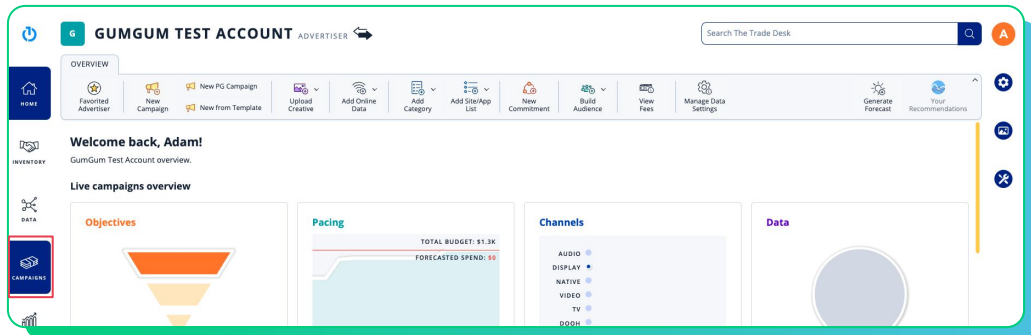 G GUMGUM TEST ACCOUNT ADVERTISER
Search The Trade Desk
A
OVERVIEW
HOME
Favorited Advertiser
New Campaign
New PG Campaign
New from Template
Upload Creative
Add Online Data
Add Category
Add Site/App List
New Commitment
Build Audience
View Fees
Manage Data Settings
Generate Forecast
Your Recommendations
Welcome back, Adam!
GumGum Test Account overview.
INVENTORY
Live campaigns overview
DATA
CAMPAIGNS
Objectives
Pacing
TOTAL BUDGET: $1.3K
FORECASTED SPEND: $0
Channels
AUDIO
DISPLAY
NATIVE
VIDEO
TV
DOOH
Data